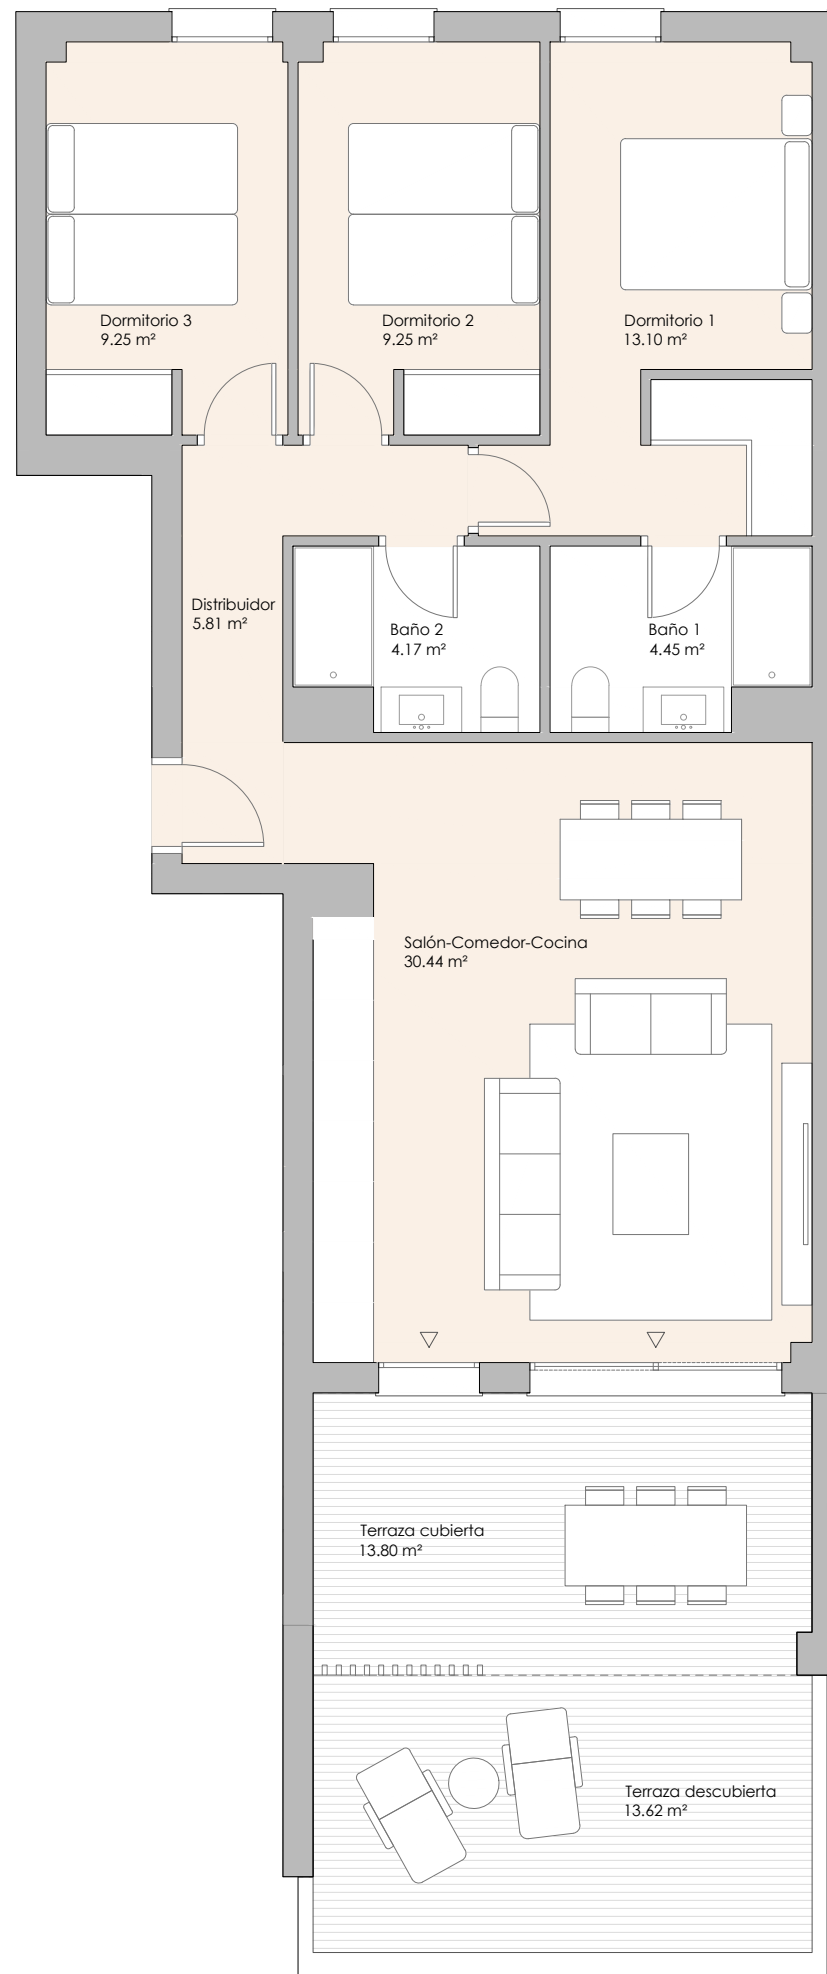 Dormitorio 3
9.25 m²
Dormitorio 2
9.25 m²
Dormitorio 1
13.10 m²
Distribuidor
5.81 m²
Baño 2
4.17 m²
Baño 1
4.45 m²
Salón-Comedor-Cocina
30.44 m²
Terraza cubierta
13.80 m²
Terraza descubierta
13.62 m²